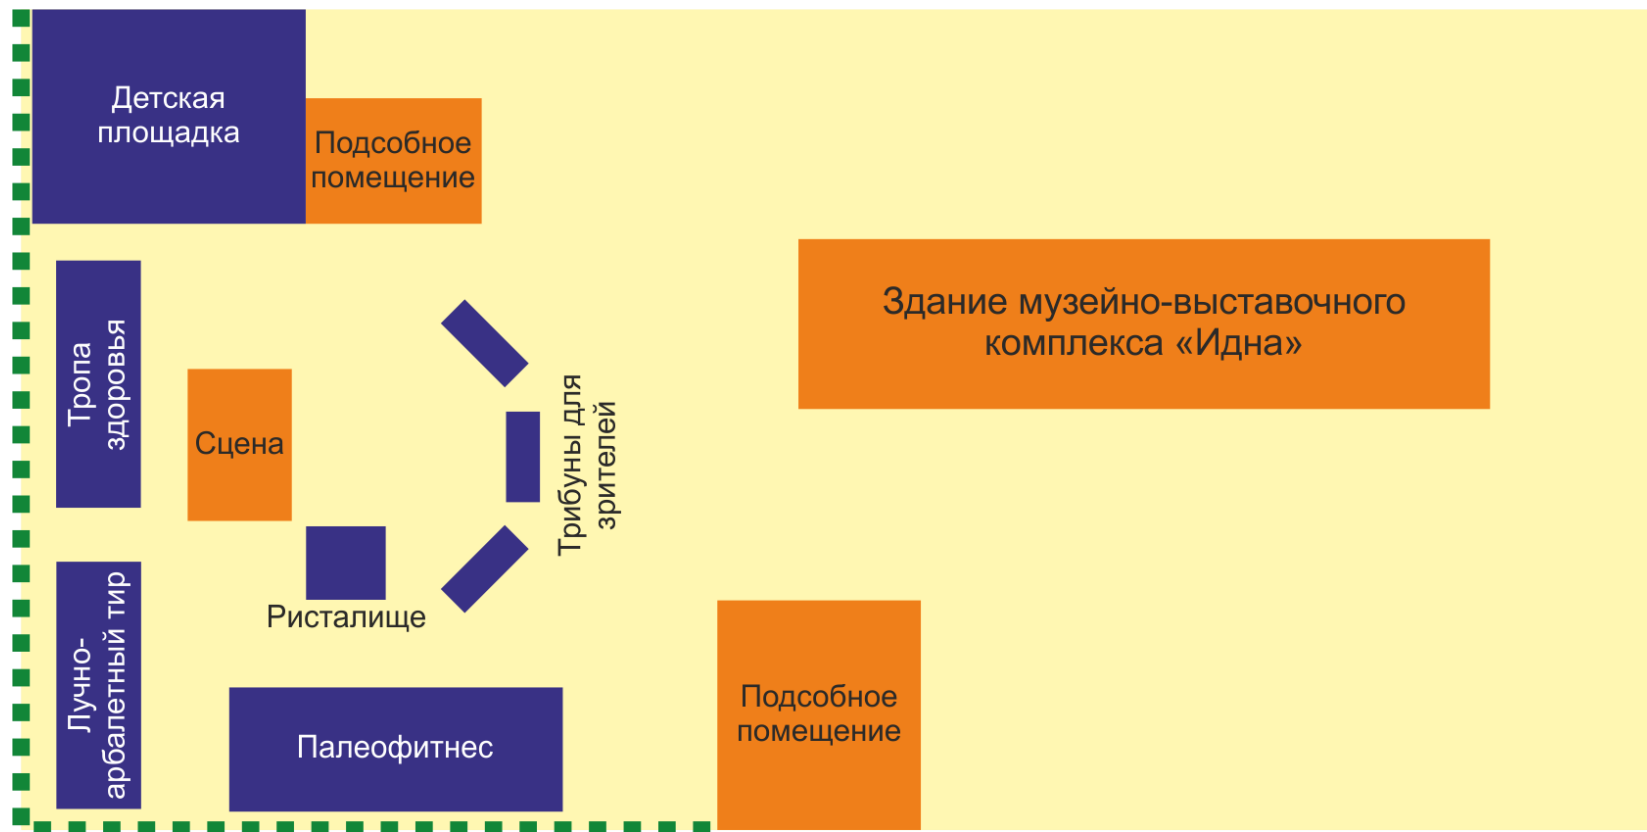 Детская
площадка
Подсобное
помещение
Здание музейно-выставочного
комплекса «Идна»
Тропа
здоровья
Сцена
Трибуны для
зрителей
Ристалище
Лучно-
арбалетный тир
Палеофитнес
Подсобное
помещение